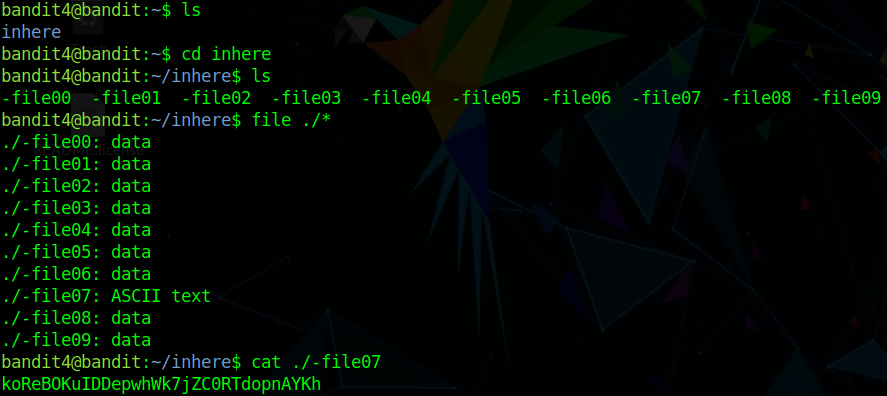 bandit4@bandit:~$ ls
inhere
bandit4@bandit:~$ cd inhere
bandit4@bandit:~/inhere$ ls
-file00  -file01  -file02  -file03  -file04  -file05  -file06  -file07  -file08  -file09
bandit4@bandit:~/inhere$ file ./*
./-file00: data
./-file01: data
./-file02: data
./-file03: data
./-file04: data
./-file05: data
./-file06: data
./-file07: ASCII text
./-file08: data
./-file09: data
bandit4@bandit:~/inhere$ cat ./-file07
koReBOKuIDDepwhWk7jZC0RTdopnAYKh